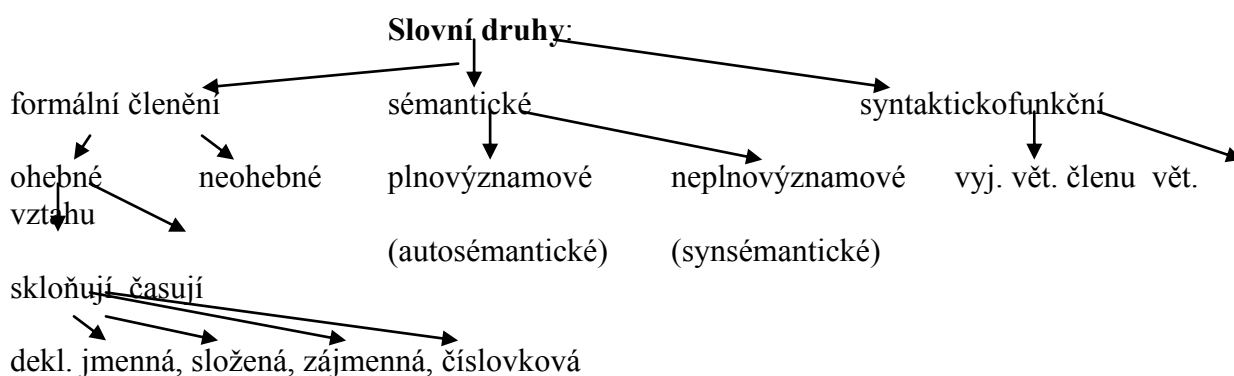 Slovní druhy:
formální členění sémantické syntaktickofunkční
ohebné neohebné plnovýznamové neplnovýznamové vyj. vět. členu vět.
vztahu
(autosémantické) (synsémantické)
skloňují časují
dekl. jmenná, složená, zájmenná, číslovková